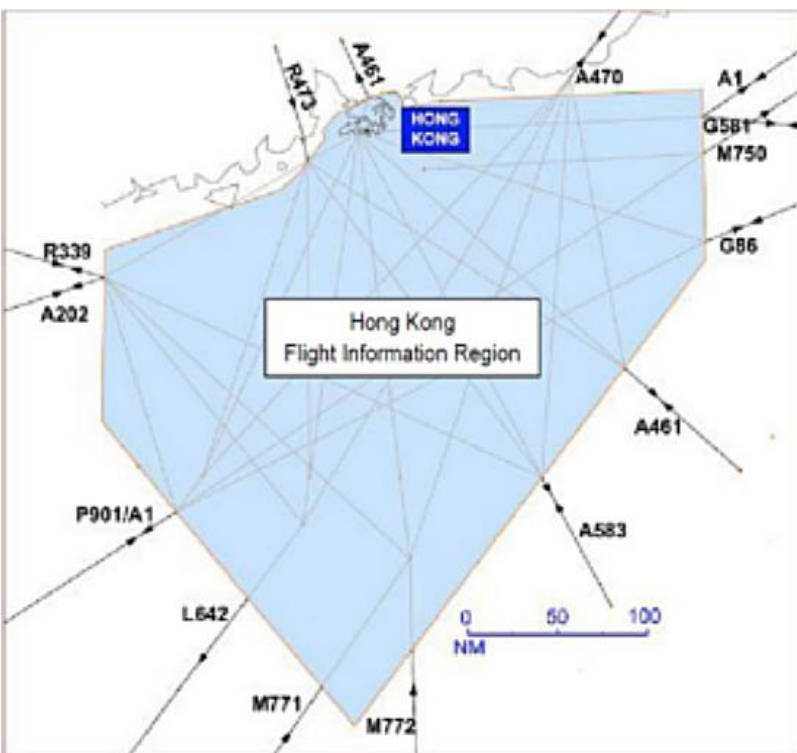 R473
A461
A470
A1
HONG
KONG
G581
M750
R339
G86
A202
Hong Kong
Flight Information Region
A461
P901/A1
A583
L642
0 50 100
NM
M771
M772